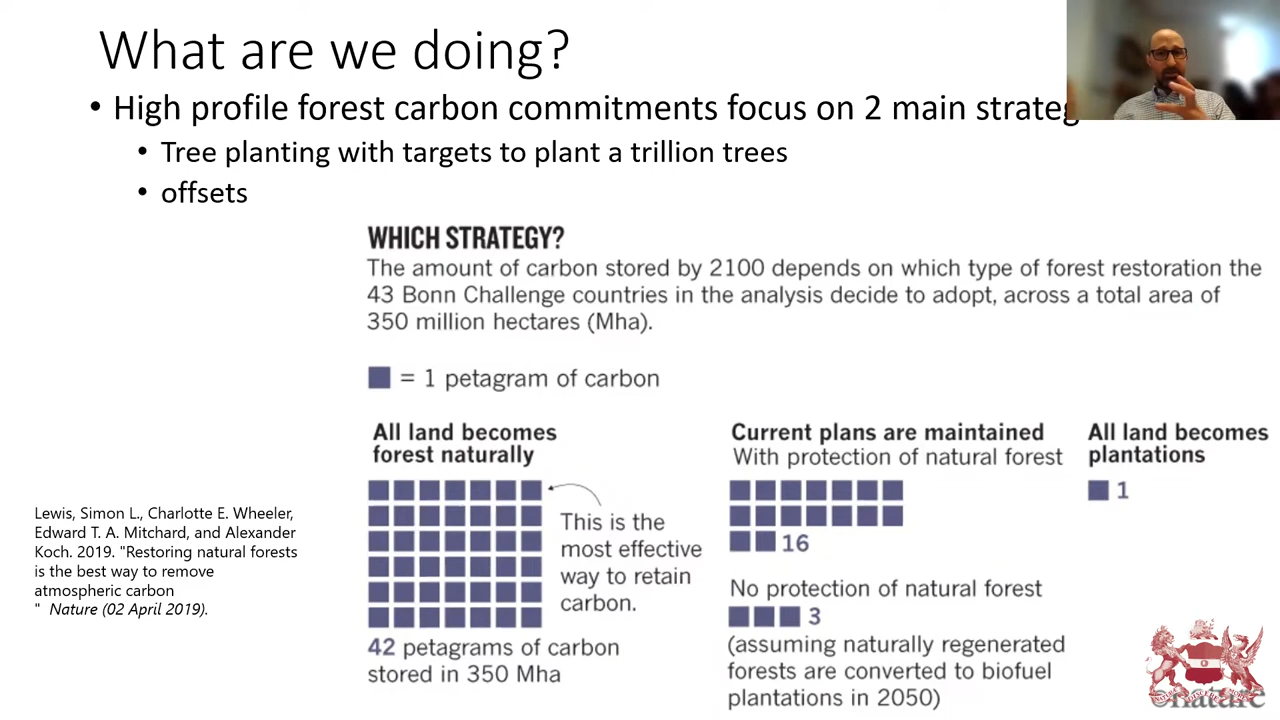 What are we doing?
• High profile forest carbon commitments focus on 2 main strateg
• Tree planting with targets to plant a trillion trees
• offsets
WHICH STRATEGY?
The amount of carbon stored by 2100 depends on which type of forest restoration the
43 Bonn Challenge countries in the analysis decide to adopt, across a total area of
350 million hectares (Mha).
= 1 petagram of carbon
All land becomes
forest naturally
This is the
most effective
way to retain
carbon.
42 petagrams of carbon
stored in 350 Mha
Current plans are maintained
With protection of natural forest
16
No protection of natural forest
3
(assuming naturally regenerated
forests are converted to biofuel
plantations in 2050)
All land becomes
plantations
1
Lewis, Simon L., Charlotte E. Wheeler,
Edward T. A. Mitchard, and Alexander
Koch. 2019. "Restoring natural forests
is the best way to remove
atmospheric carbon
" Nature (02 April 2019).
©nature